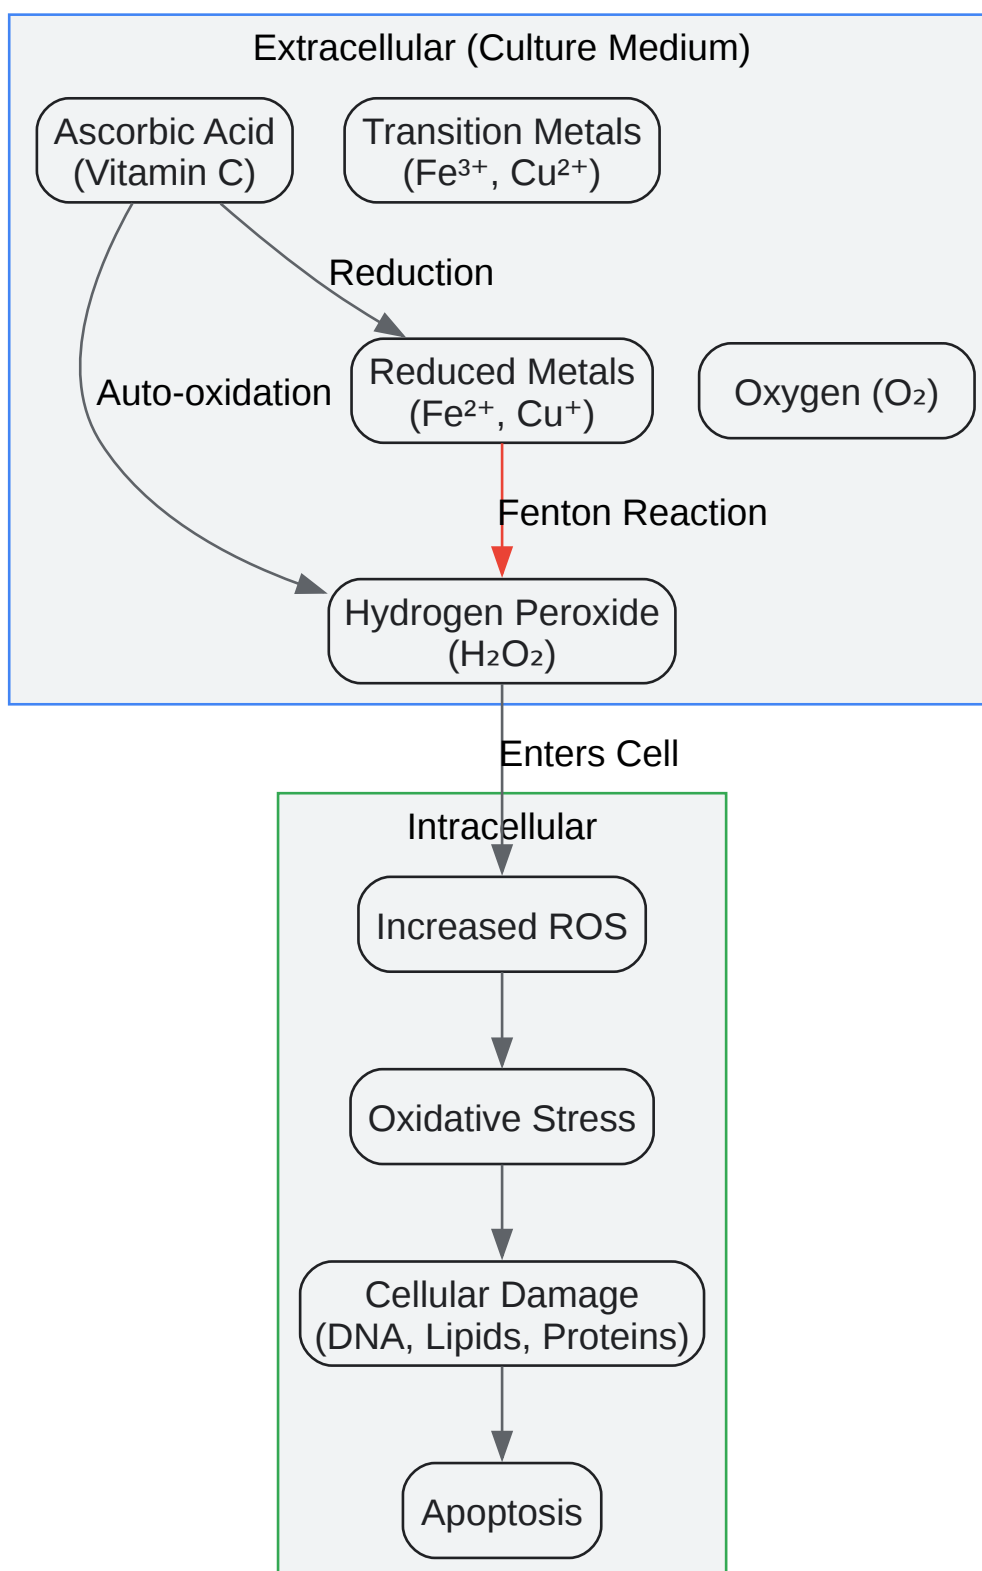 Extracellular (Culture Medium)
Ascorbic Acid
(Vitamin C)
Transition Metals
(Fe³⁺, Cu²⁺)
Reduction
Auto-oxidation
Reduced Metals
(Fe²⁺, Cu⁺)
Oxygen (O₂)
Fenton Reaction
Hydrogen Peroxide
(H₂O₂)
Enters Cell
Intracellular
Increased ROS
Oxidative Stress
Cellular Damage
(DNA, Lipids, Proteins)
Apoptosis